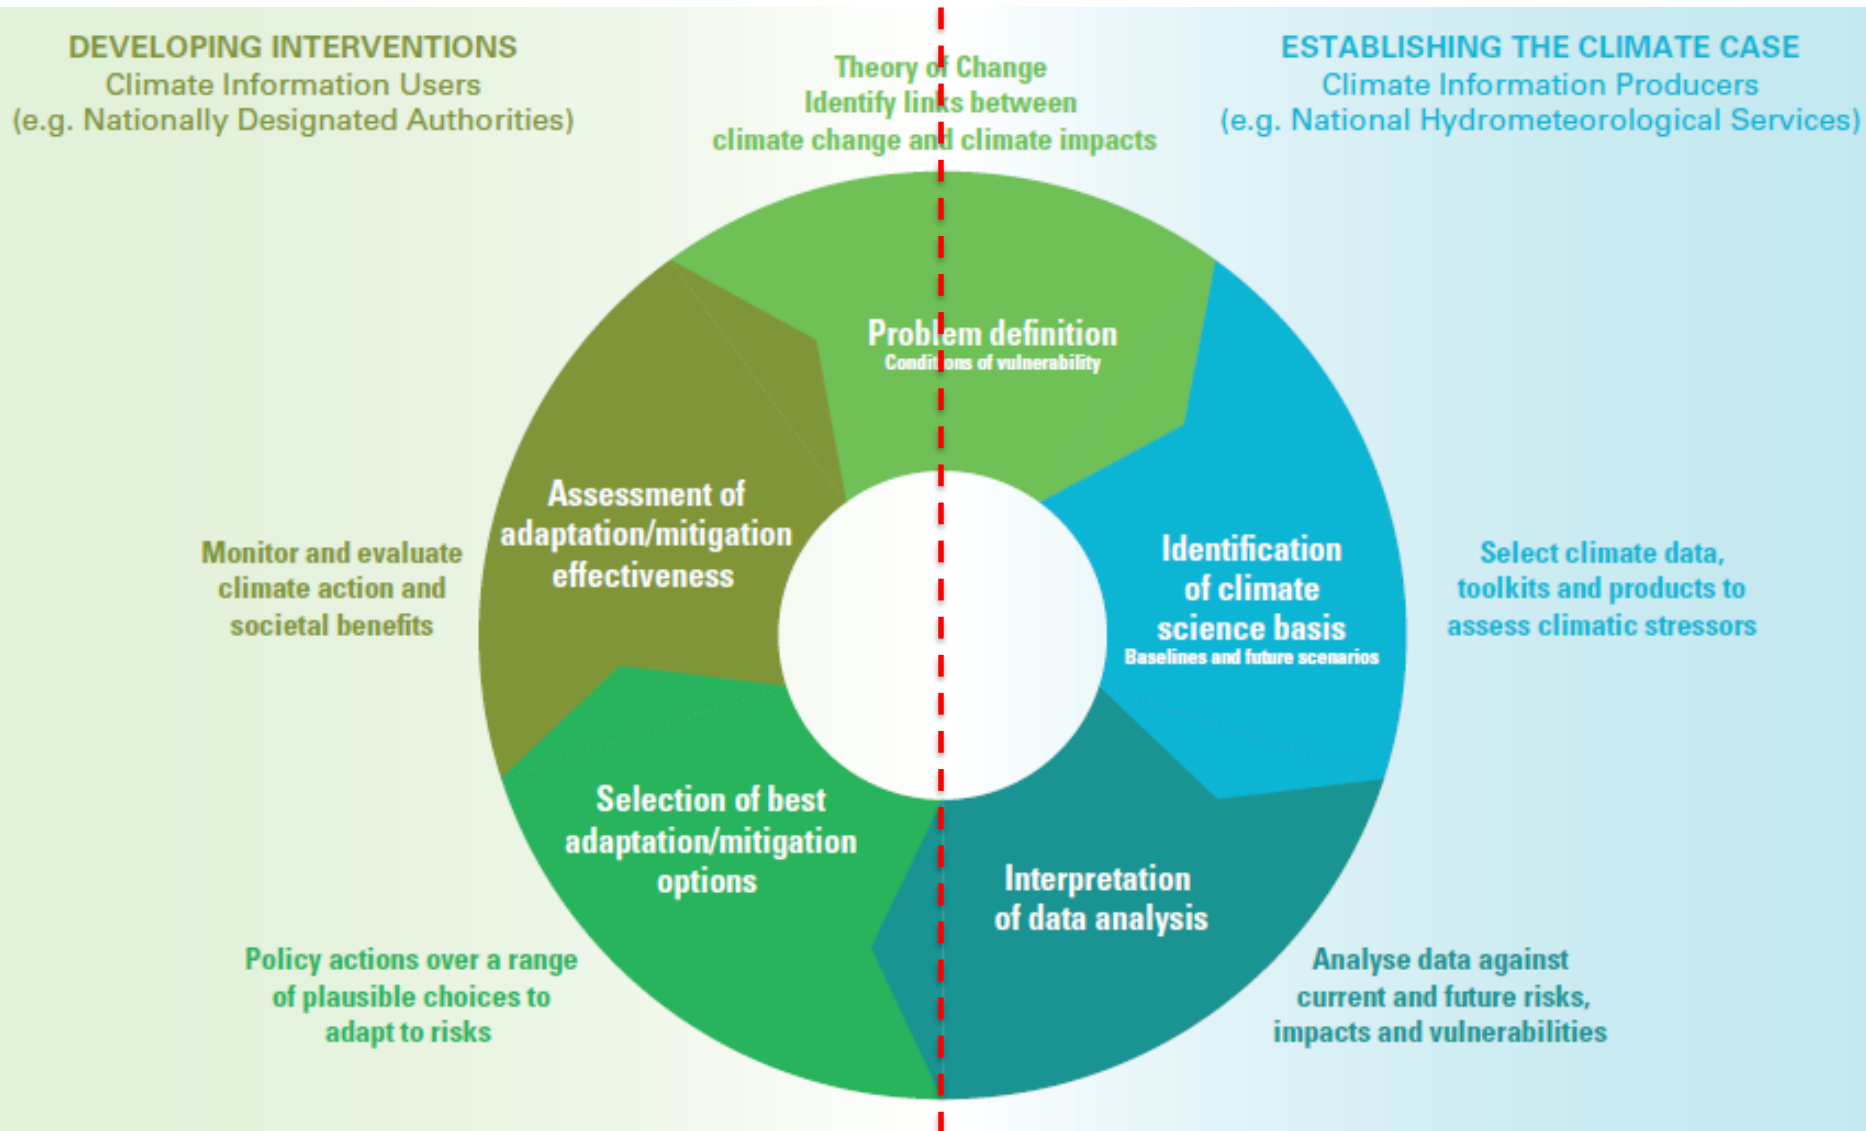 DEVELOPING INTERVENTIONS
Climate Information Users
(e.g. Nationally Designated Authorities)
Theory of Change
Identify links between
climate change and climate impacts
ESTABLISHING THE CLIMATE CASE
Climate Information Producers
(e.g. National Hydrometeorological Services)
Problem definition
Conditions of vulnerability
Identification
of climate
science basis
Baselines and future scenarios
Select climate data,
toolkits and products to
assess climatic stressors
Interpretation
of data analysis
Analyse data against
current and future risks,
impacts and vulnerabilities
Selection of best
adaptation/mitigation
options
Policy actions over a range
of plausible choices to
adapt to risks
Assessment of
adaptation/mitigation
effectiveness
Monitor and evaluate
climate action and
societal benefits